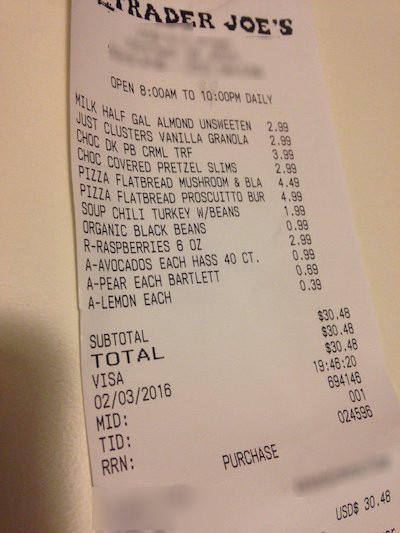 TRADER JOE'S
OPEN 8:00AM TO 10:00PM DAILY
MILK HALF GAL ALMOND UNSWEETEN 2.99
JUST CLUSTERS VANILLA GRANOLA 2.99
CHOC DK PB CRML TRF 3.99
CHOC COVERED PRETZEL SLIMS 2.99
PIZZA FLATBREAD MUSHROOM & BLA 4.49
PIZZA FLATBREAD PROSCUITTO BUR 4.99
SOUP CHILI TURKEY W/BEANS 1.99
ORGANIC BLACK BEANS 0.99
R-RASPBERRIES 6 OZ 2.99
A-AVOCADOS EACH HASS 40 CT. 0.99
A-PEAR EACH BARTLETT 0.69
A-LEMON EACH 0.39
SUBTOTAL $30.48
TOTAL $30.48
VISA $30.48
02/03/2016 19:46:20
MID: 694146
TID: 001
RRN: 024596
PURCHASE
USD$ 30.48